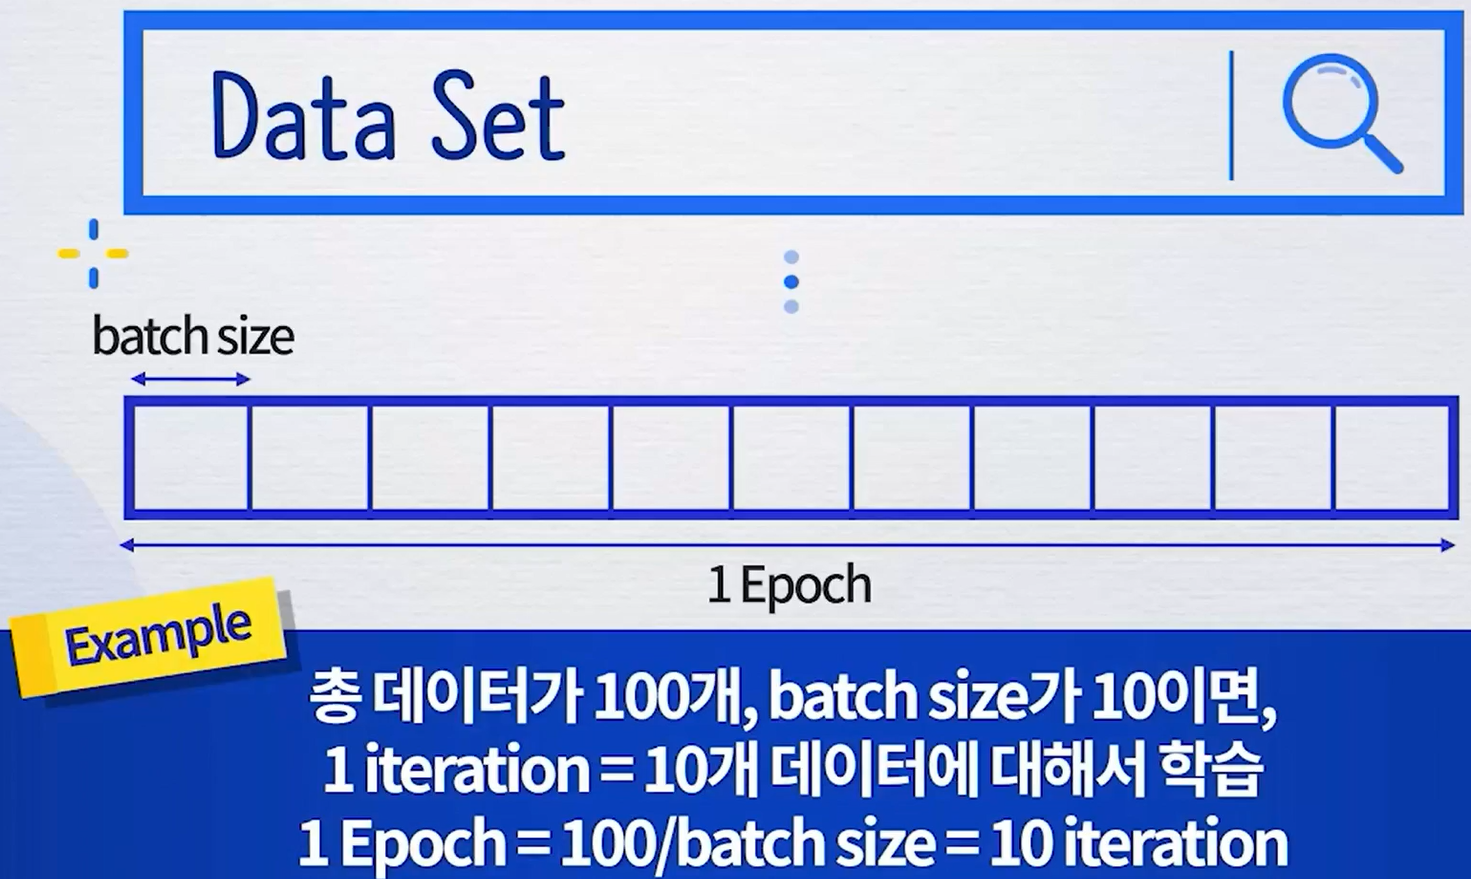 Data Set
batch size
1 Epoch
Example
총 데이터가 100개, batch size가 10이면,
1 iteration = 10개 데이터에 대해서 학습
1 Epoch = 100/batch size = 10 iteration